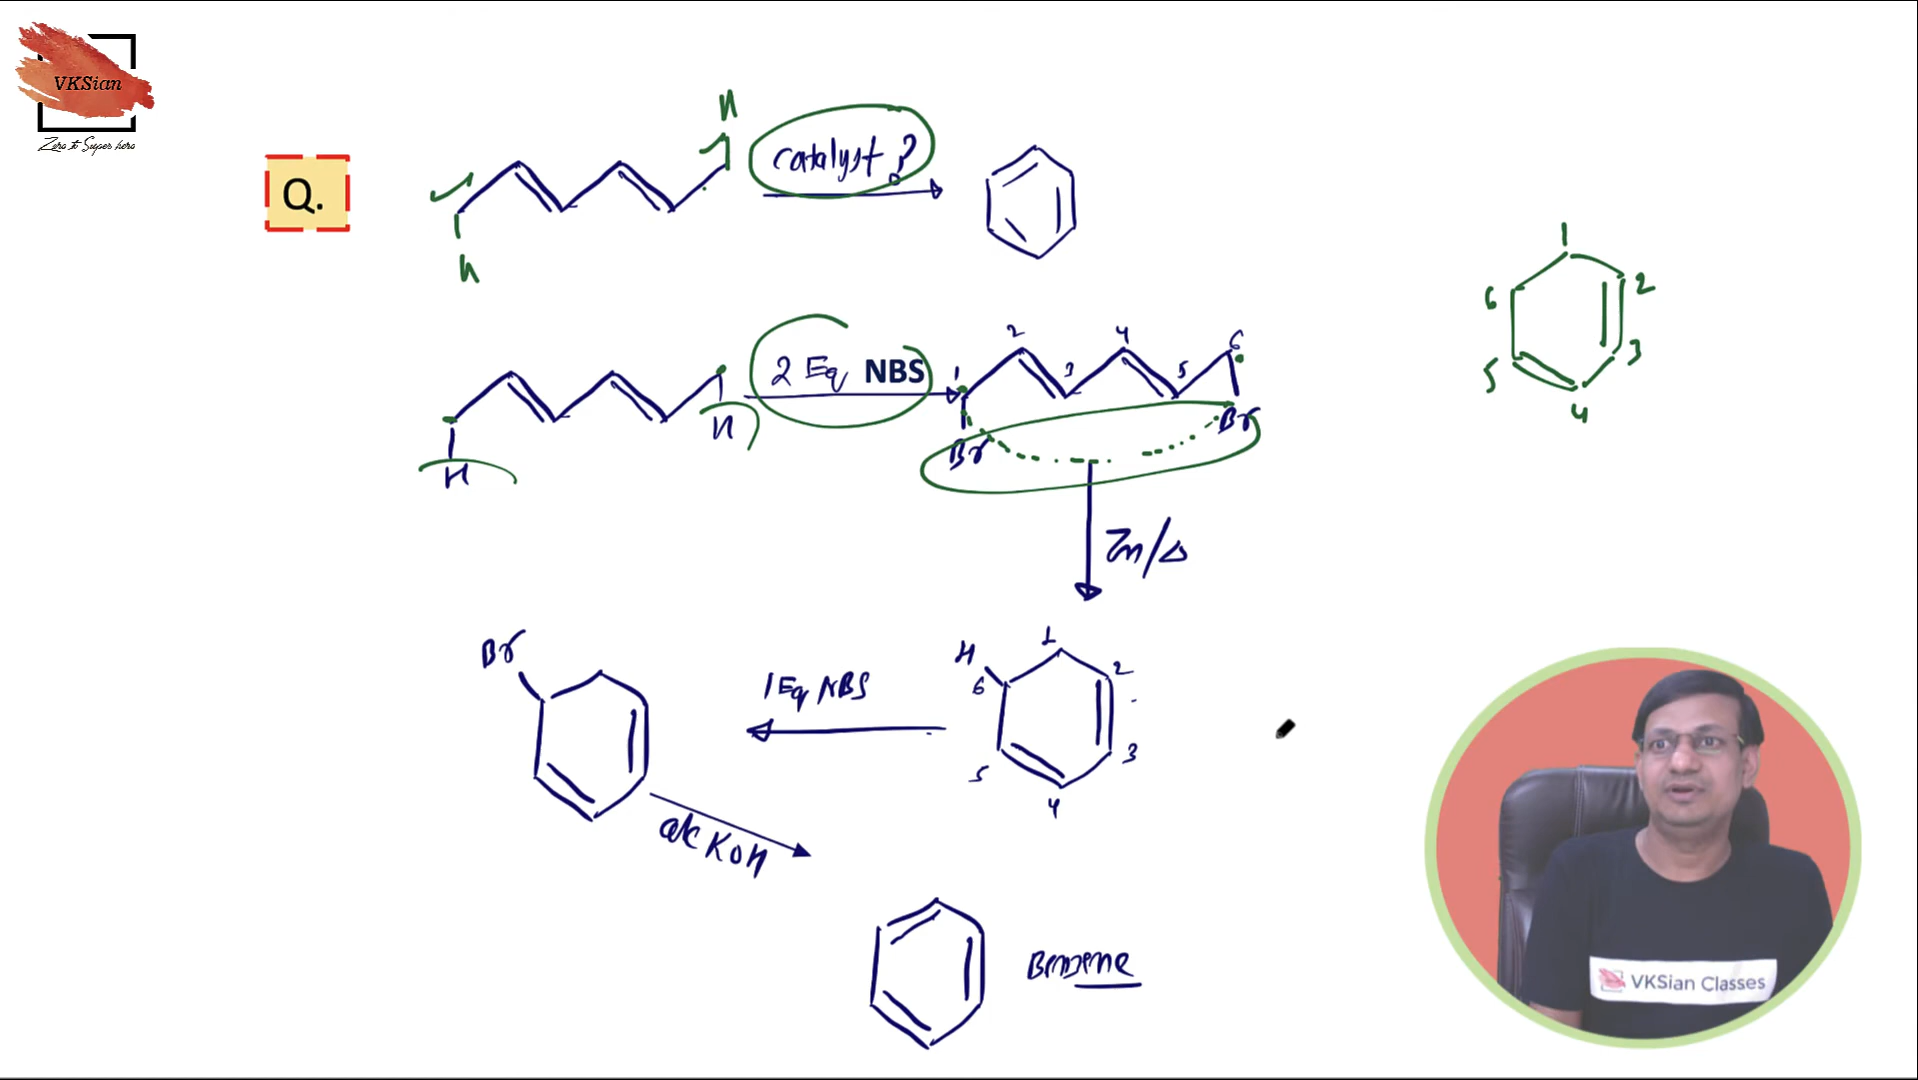 VKSian
Zero to Super hero
Q.
H
H
catalyst?
H
H
2 Eq NBS
1
2
3
4
5
6
Br
Br
1
2
3
4
5
6
Zn/Δ
H
1
2
3
4
5
6
1 Eq NBS
Br
alc KOH
Benzene
VKSian Classes